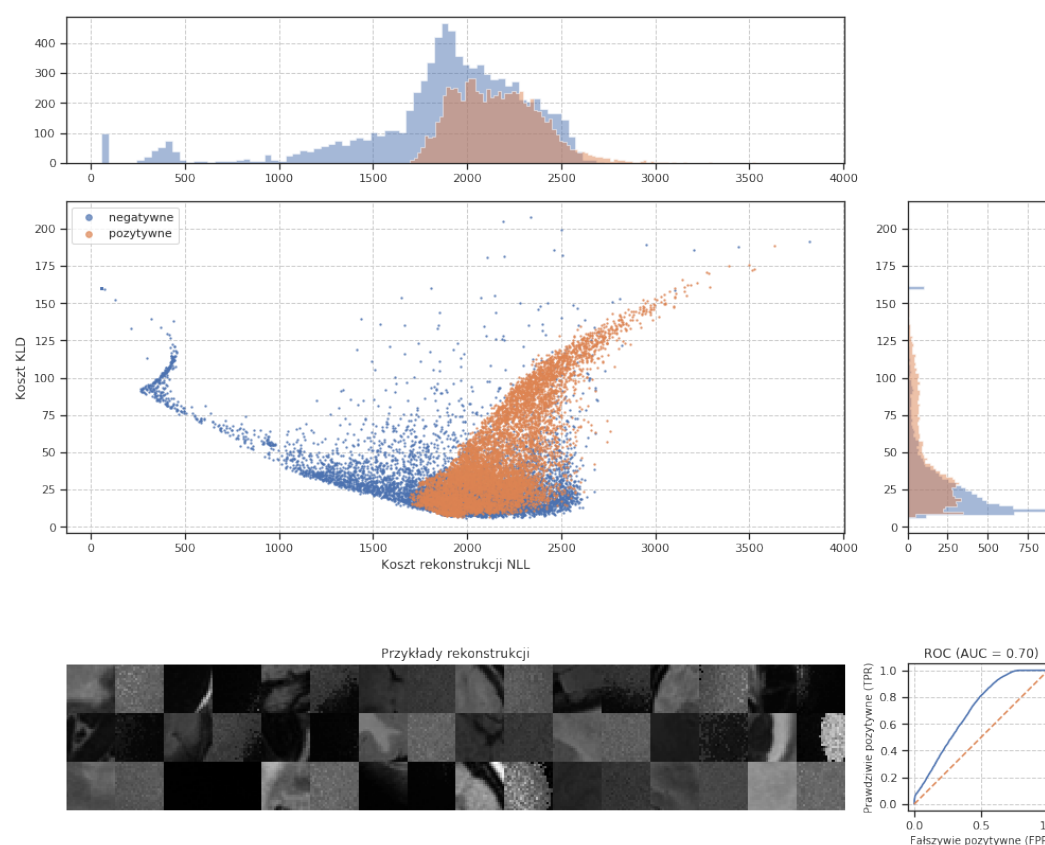 400
300
200
100
0
0 500 1000 1500 2000 2500 3000 3500 4000
negatywne
pozytywne
Koszt KLD
200
175
150
125
100
75
50
25
0
0 500 1000 1500 2000 2500 3000 3500 4000
Koszt rekonstrukcji NLL
200
175
150
125
100
75
50
25
0
0 250 500 750
Przykłady rekonstrukcji
ROC (AUC = 0.70)
Prawdziwie pozytywne (TPR)
1.0
0.8
0.6
0.4
0.2
0.0
0.0 0.5 1
Fałszywie pozytywne (FPR